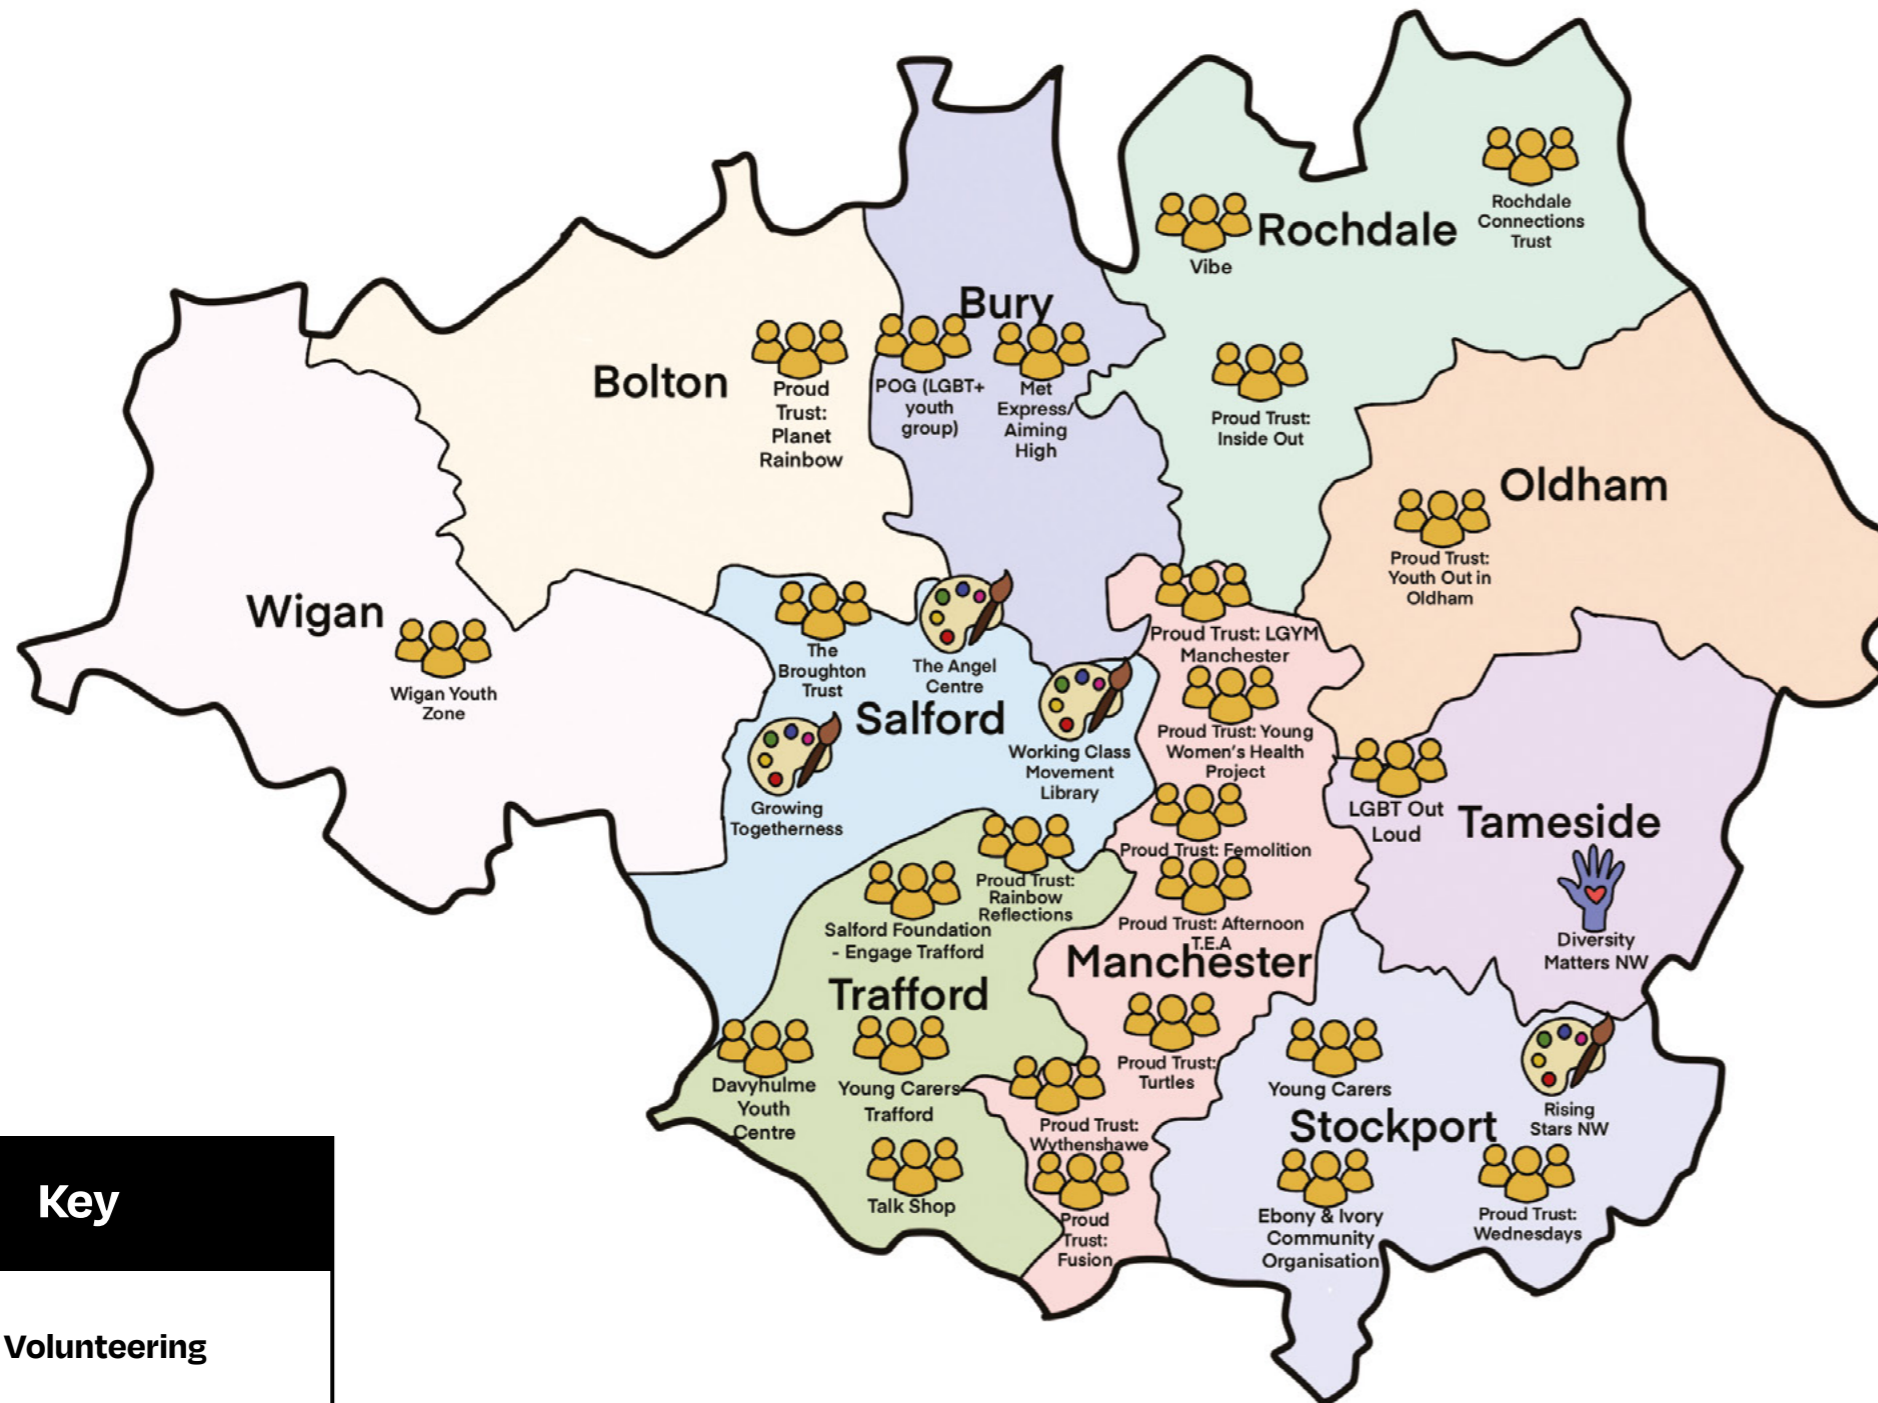 Rochdale
Rochdale
Connections
Trust
Vibe
Bury
Bolton
Proud
Trust:
Planet
Rainbow
POG (LGBT+
youth
group)
Met
Express/
Aiming
High
Proud Trust:
Inside Out
Oldham
Proud Trust:
Youth Out in
Oldham
Wigan
Wigan Youth
Zone
The
Broughton
Trust
The Angel
Centre
Salford
Working Class
Movement
Library
Growing
Togetherness
Proud Trust: LGYM
Manchester
Proud Trust: Young
Women's Health
Project
Proud Trust: Femolition
Proud Trust: Afternoon
T.E.A
Manchester
Proud Trust:
Turtles
Proud Trust:
Wythenshawe
Proud
Trust:
Fusion
LGBT Out
Loud
Tameside
Diversity
Matters NW
Proud Trust:
Rainbow
Reflections
Salford Foundation
- Engage Trafford
Trafford
Davyhulme
Youth
Centre
Young Carers
Trafford
Talk Shop
Young Carers
Rising
Stars NW
Stockport
Ebony & Ivory
Community
Organisation
Proud Trust:
Wednesdays
Key
Volunteering